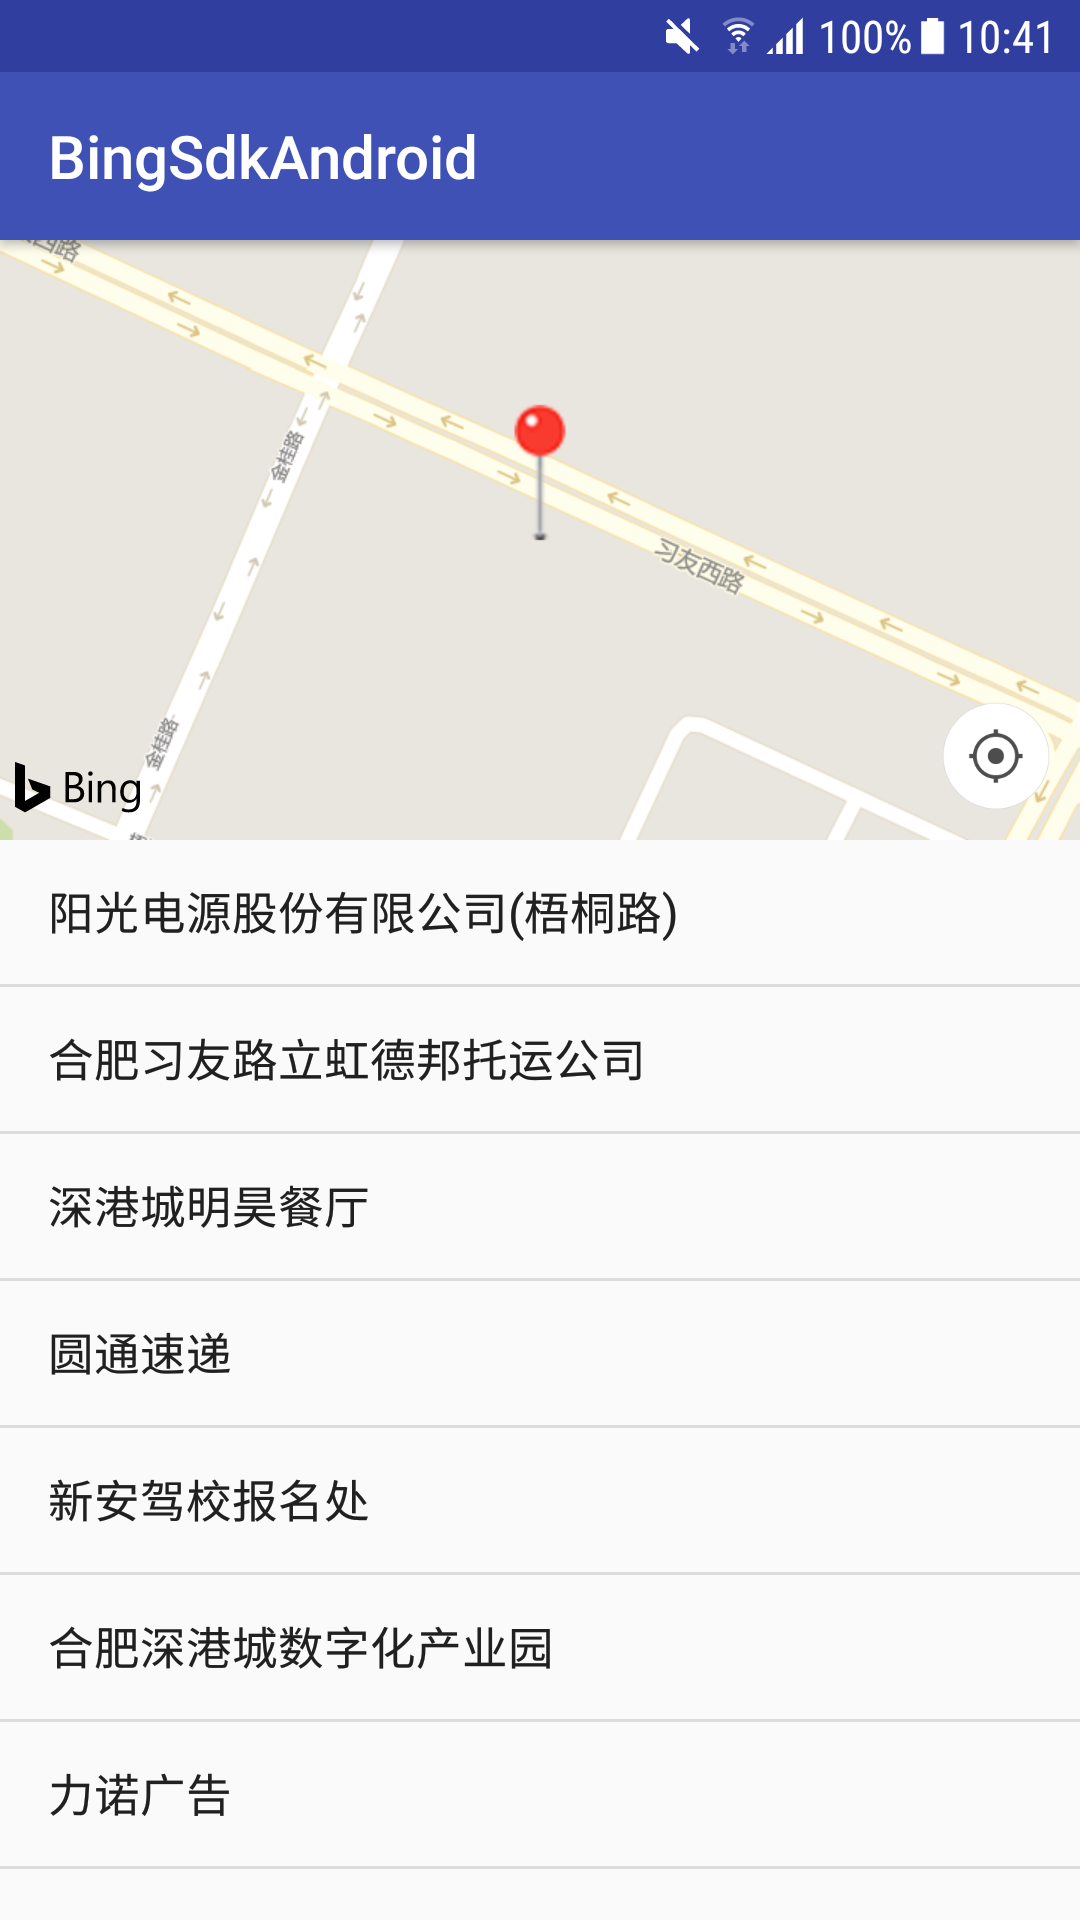 100% 10:41
BingSdkAndroid
西路
金桂路
习友西路
金桂路
Bing
阳光电源股份有限公司(梧桐路)
合肥习友路立虹德邦托运公司
深港城明昊餐厅
圆通速递
新安驾校报名处
合肥深港城数字化产业园
力诺广告